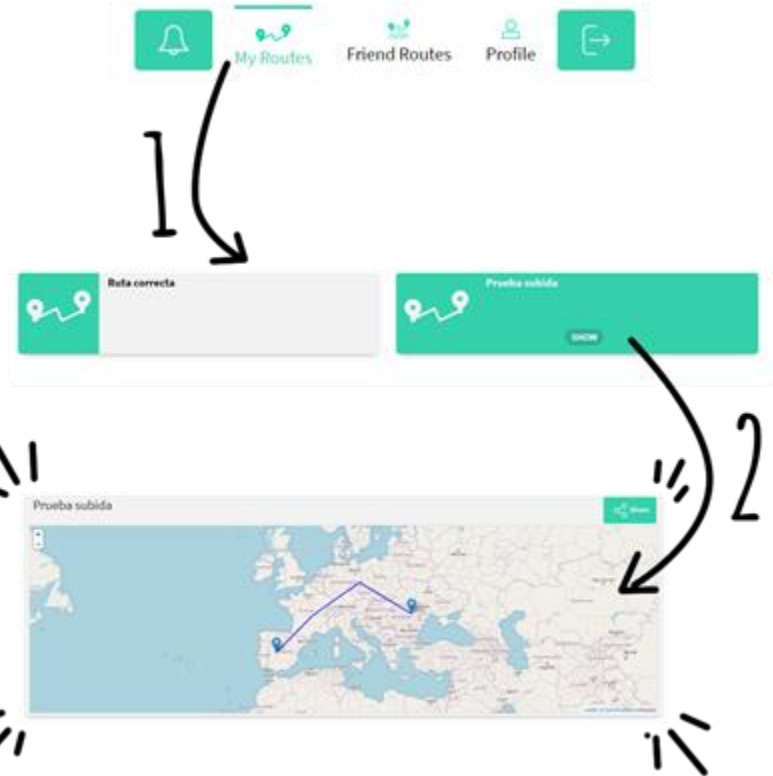 My Routes
Friend Routes
Profile
1
Ruta correcta
Prueba subida
SHOW
2
Prueba subida
Share
+
-